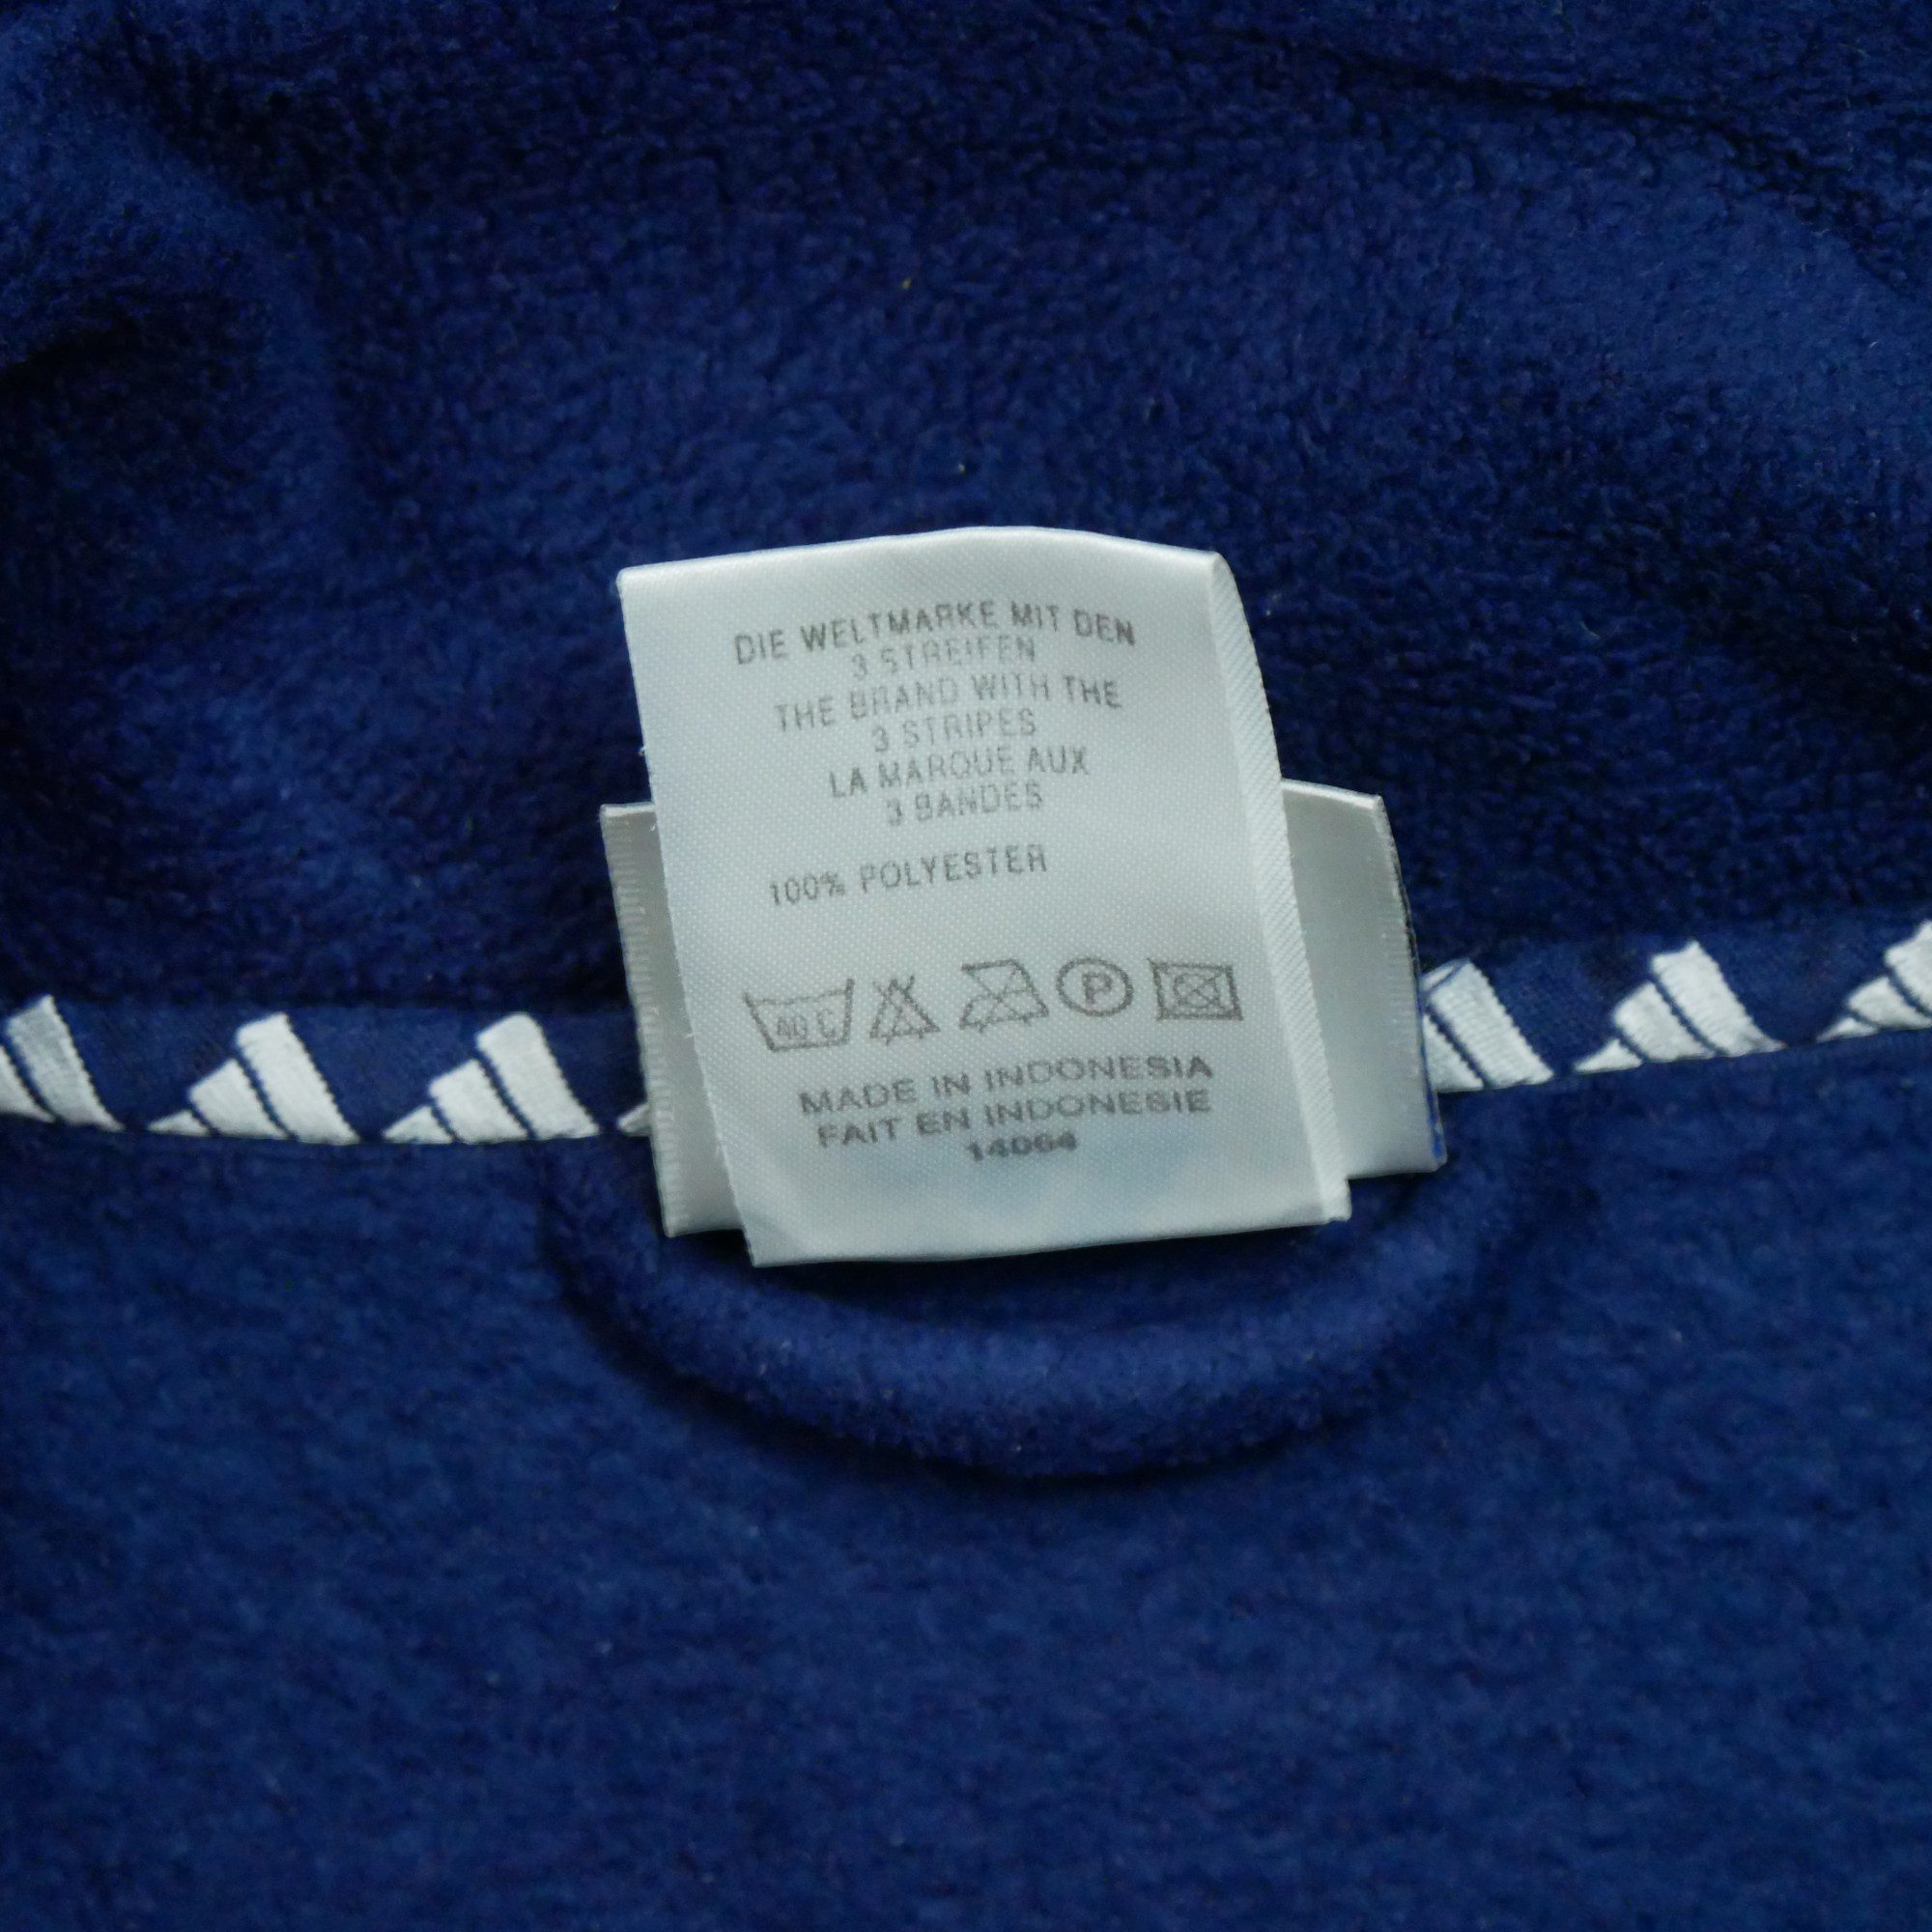 DIE WELTMARKE MIT DEN
3 STREIFEN
THE BRAND WITH THE
3 STRIPES
LA MARQUE AUX
3 BANDES
100% POLYESTER
40 C P
MADE IN INDONESIA
FAIT EN INDONESIE
14064